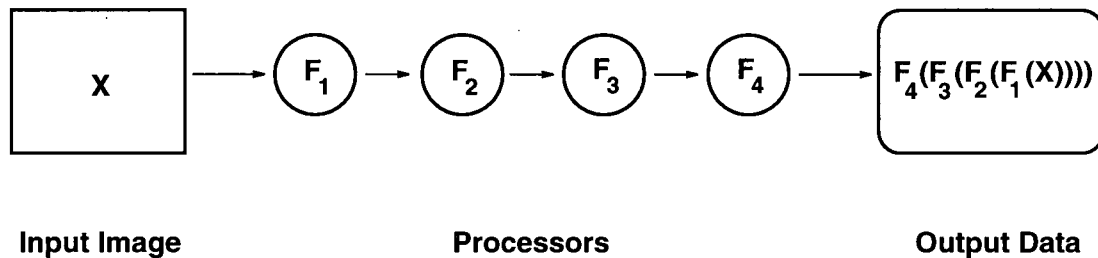 X
F1
F2
F3
F4
F4(F3(F2(F1(X))))
Input Image
Processors
Output Data